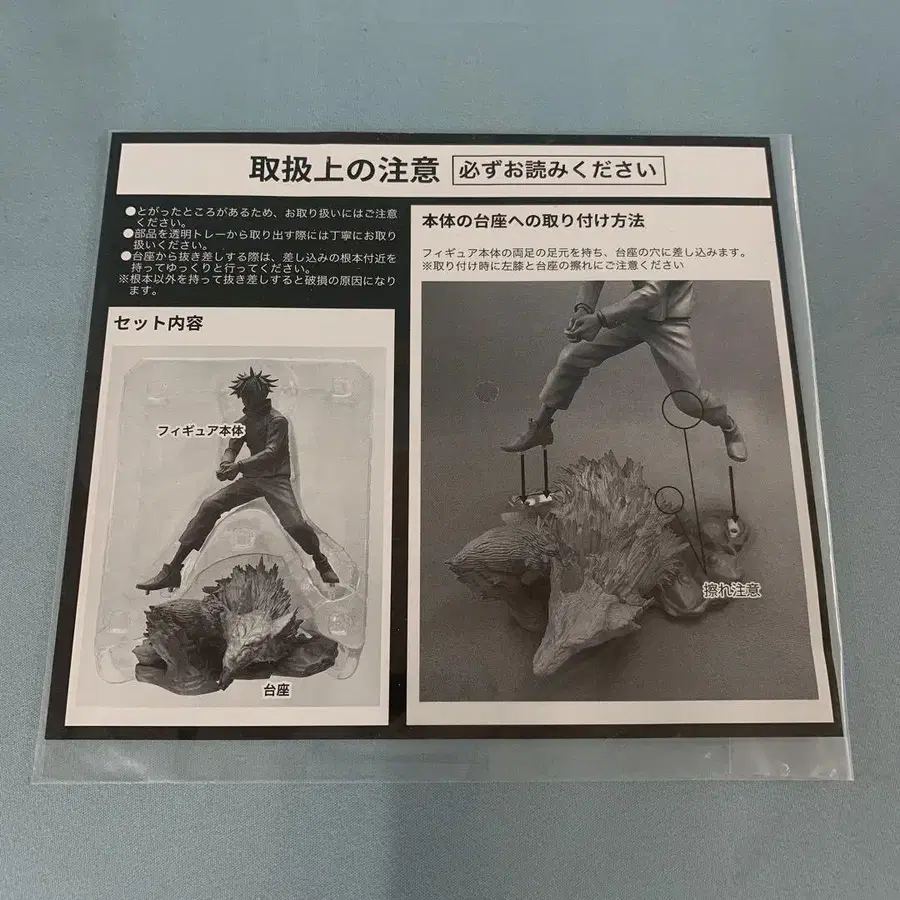 取扱上の注意 必ずお読みください
●とがったところがあるため、お取り扱いにはご注意
ください。
●部品を透明トレーから取り出す際には丁寧にお取り
扱いください。
●台座から抜き差しする際は、差し込みの根本付近を
持ってゆっくりと行ってください。
※根本以外を持って抜き差しすると破損の原因になり
ます。
セット内容
フィギュア本体
台座
本体の台座への取り付け方法
フィギュア本体の両足の足元を持ち、台座の穴に差し込みます。
※取り付け時に左膝と台座の擦れにご注意ください
擦れ注意